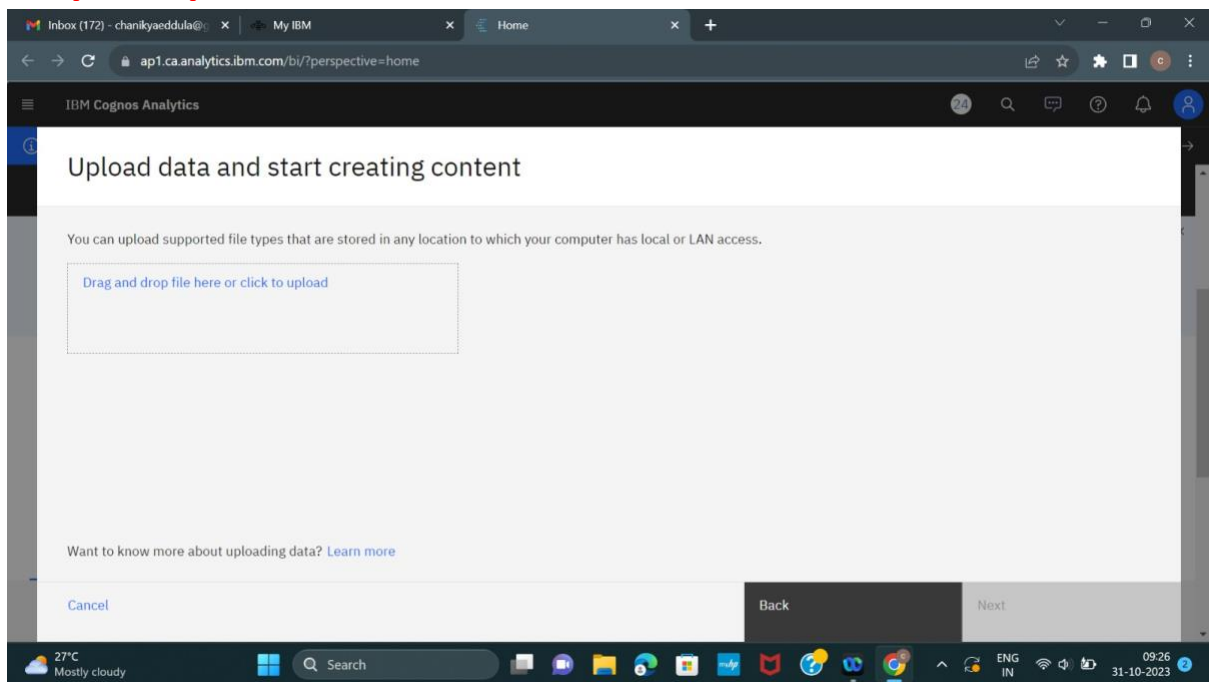 Inbox (172) - chanikyaeddula@g
My IBM
Home
ap1.ca.analytics.ibm.com/bi/?perspective=home
IBM Cognos Analytics
24
Upload data and start creating content
You can upload supported file types that are stored in any location to which your computer has local or LAN access.
Drag and drop file here or click to upload
Want to know more about uploading data? Learn more
Cancel
Back
Next
27°C
Mostly cloudy
Search
ENG
IN
09:26
31-10-2023
2